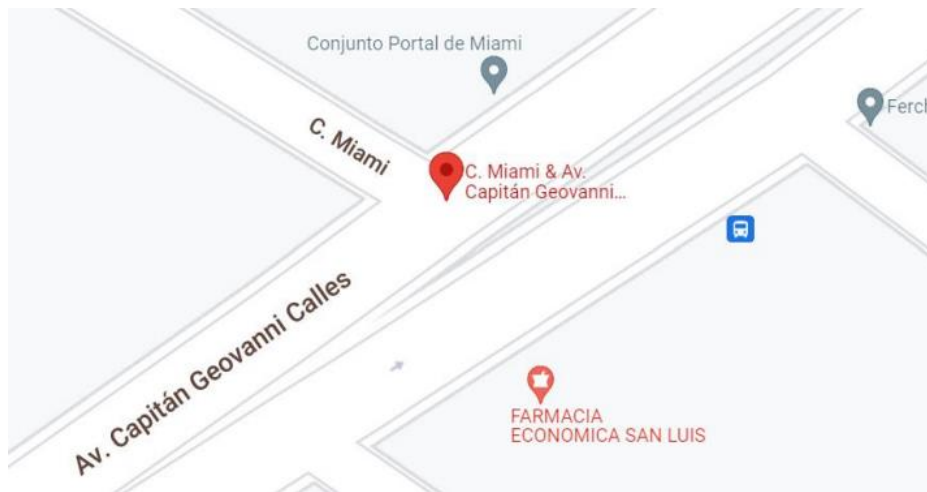 Conjunto Portal de Miami
Ferch
C. Miami
C. Miami & Av.
Capitán Geovanni...
Av. Capitán Geovanni Calles
FARMACIA
ECONOMICA SAN LUIS